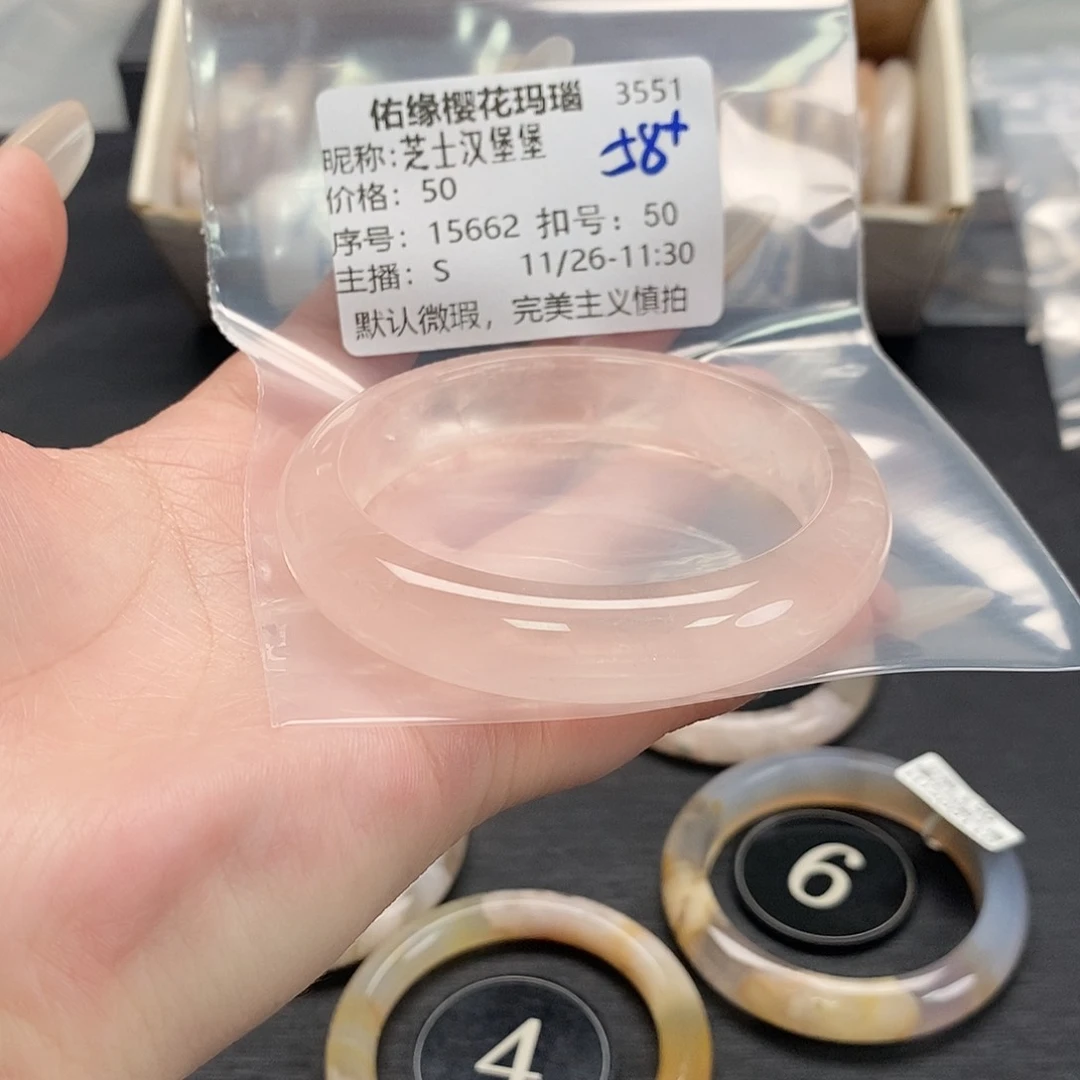 佑缘樱花玛瑙 3551
昵称:芝士汉堡堡 58+
价格: 50
序号: 15662 扣号: 50
主播: S 11/26-11:30
默认微瑕，完美主义慎拍
6
4